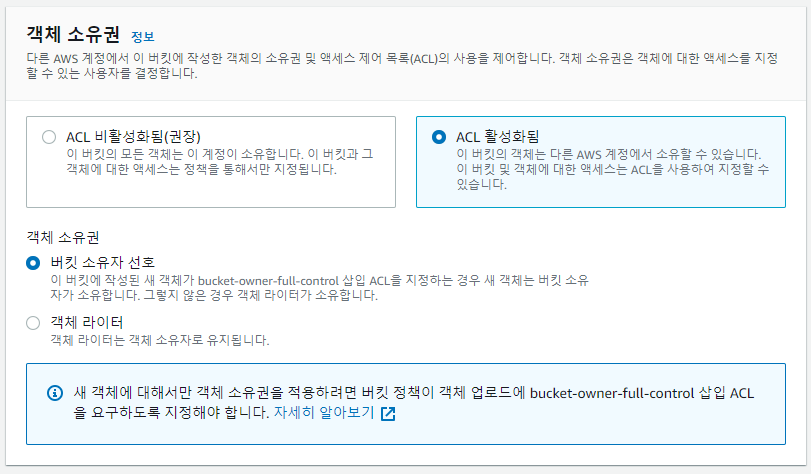 객체 소유권 정보
다른 AWS 계정에서 이 버킷에 작성한 객체의 소유권 및 액세스 제어 목록(ACL)의 사용을 제어합니다. 객체 소유권은 객체에 대한 액세스를 지정
할 수 있는 사용자를 결정합니다.
ACL 비활성화됨(권장)
이 버킷의 모든 객체는 이 계정이 소유합니다. 이 버킷과 그
객체에 대한 액세스는 정책을 통해서만 지정됩니다.
ACL 활성화됨
이 버킷의 객체는 다른 AWS 계정에서 소유할 수 있습니다.
이 버킷 및 객체에 대한 액세스는 ACL을 사용하여 지정할 수
있습니다.
객체 소유권
버킷 소유자 선호
이 버킷에 작성된 새 객체가 bucket-owner-full-control 삽입 ACL을 지정하는 경우 새 객체는 버킷 소유
자가 소유합니다. 그렇지 않은 경우 객체 라이터가 소유합니다.
객체 라이터
객체 라이터는 객체 소유자로 유지됩니다.
새 객체에 대해서만 객체 소유권을 적용하려면 버킷 정책이 객체 업로드에 bucket-owner-full-control 삽입 ACL
을 요구하도록 지정해야 합니다. 자세히 알아보기